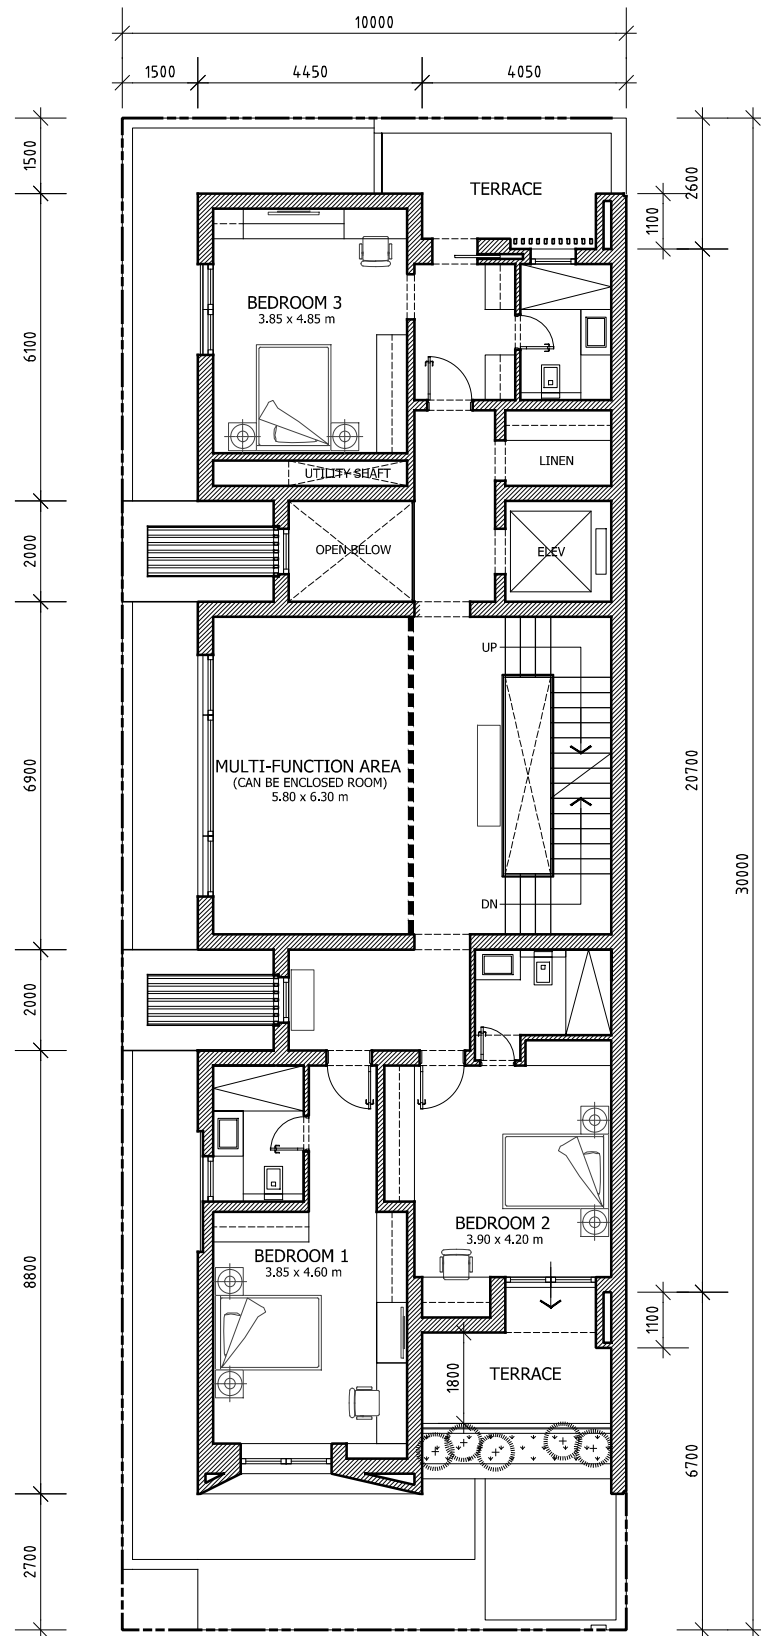 10000
1500
4450
4050
1500
TERRACE
2600
1100
BEDROOM 3
3.85 x 4.85 m
6100
LINEN
UTILITY SHAFT
2000
OPEN BELOW
ELEV
UP
MULTI-FUNCTION AREA
(CAN BE ENCLOSED ROOM)
5.80 x 6.30 m
6900
20700
30000
DN
2000
BEDROOM 2
3.90 x 4.20 m
BEDROOM 1
3.85 x 4.60 m
8800
1100
1800
TERRACE
6700
2700